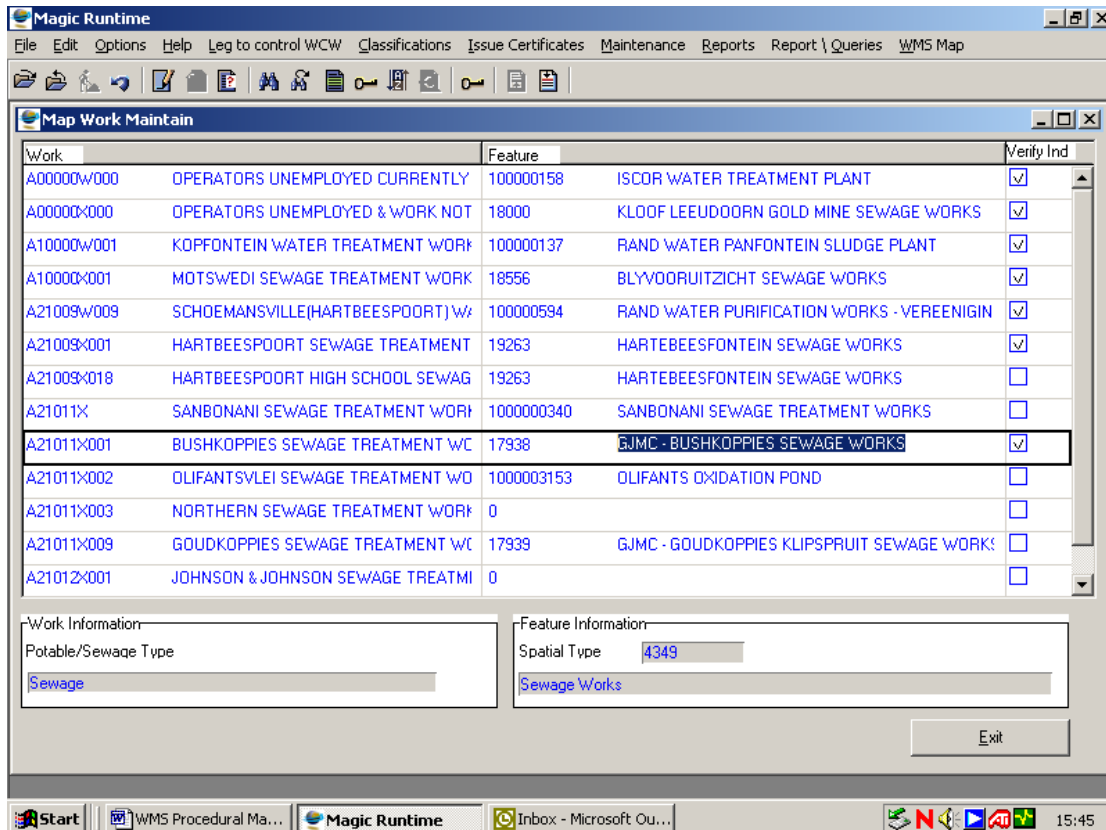 Magic Runtime
File Edit Options Help Leg to control WCW Classifications Issue Certificates Maintenance Reports Report \ Queries WMS Map
Map Work Maintain
Work Feature Verify Ind
A00000W000 OPERATORS UNEMPLOYED CURRENTLY 100000158 ISCOR WATER TREATMENT PLANT
A00000X000 OPERATORS UNEMPLOYED & WORK NOT 18000 KLOOF LEEUDOORN GOLD MINE SEWAGE WORKS
A10000W001 KOPFONTEIN WATER TREATMENT WORK 100000137 RAND WATER PANFONTEIN SLUDGE PLANT
A10000X001 MOTSWEDI SEWAGE TREATMENT WORK 18556 BLYVOORUITZICHT SEWAGE WORKS
A21009W009 SCHOEMANSVILLE(HARTBEESPOORT) WA 100000594 RAND WATER PURIFICATION WORKS - VEREENIGIN
A21009X001 HARTBEESPOORT SEWAGE TREATMENT 19263 HARTEBEESFONTEIN SEWAGE WORKS
A21009X018 HARTBEESPOORT HIGH SCHOOL SEWAG 19263 HARTEBEESFONTEIN SEWAGE WORKS
A21011X SANBONANI SEWAGE TREATMENT WORK 1000000340 SANBONANI SEWAGE TREATMENT WORKS
A21011X001 BUSHKOPPIES SEWAGE TREATMENT WC 17938 GJMC - BUSHKOPPIES SEWAGE WORKS
A21011X002 OLIFANTSVLEI SEWAGE TREATMENT WO 1000003153 OLIFANTS OXIDATION POND
A21011X003 NORTHERN SEWAGE TREATMENT WORK 0
A21011X009 GOUDKOPPIES SEWAGE TREATMENT WC 17939 GJMC - GOUDKOPPIES KLIPSPRUIT SEWAGE WORKS
A21012X001 JOHNSON & JOHNSON SEWAGE TREATME 0
Work Information Feature Information
Potable/Sewage Type Spatial Type 4349
Sewage Sewage Works
Exit
Start WMS Procedural Ma... Magic Runtime Inbox - Microsoft Ou... N ATI 15:45